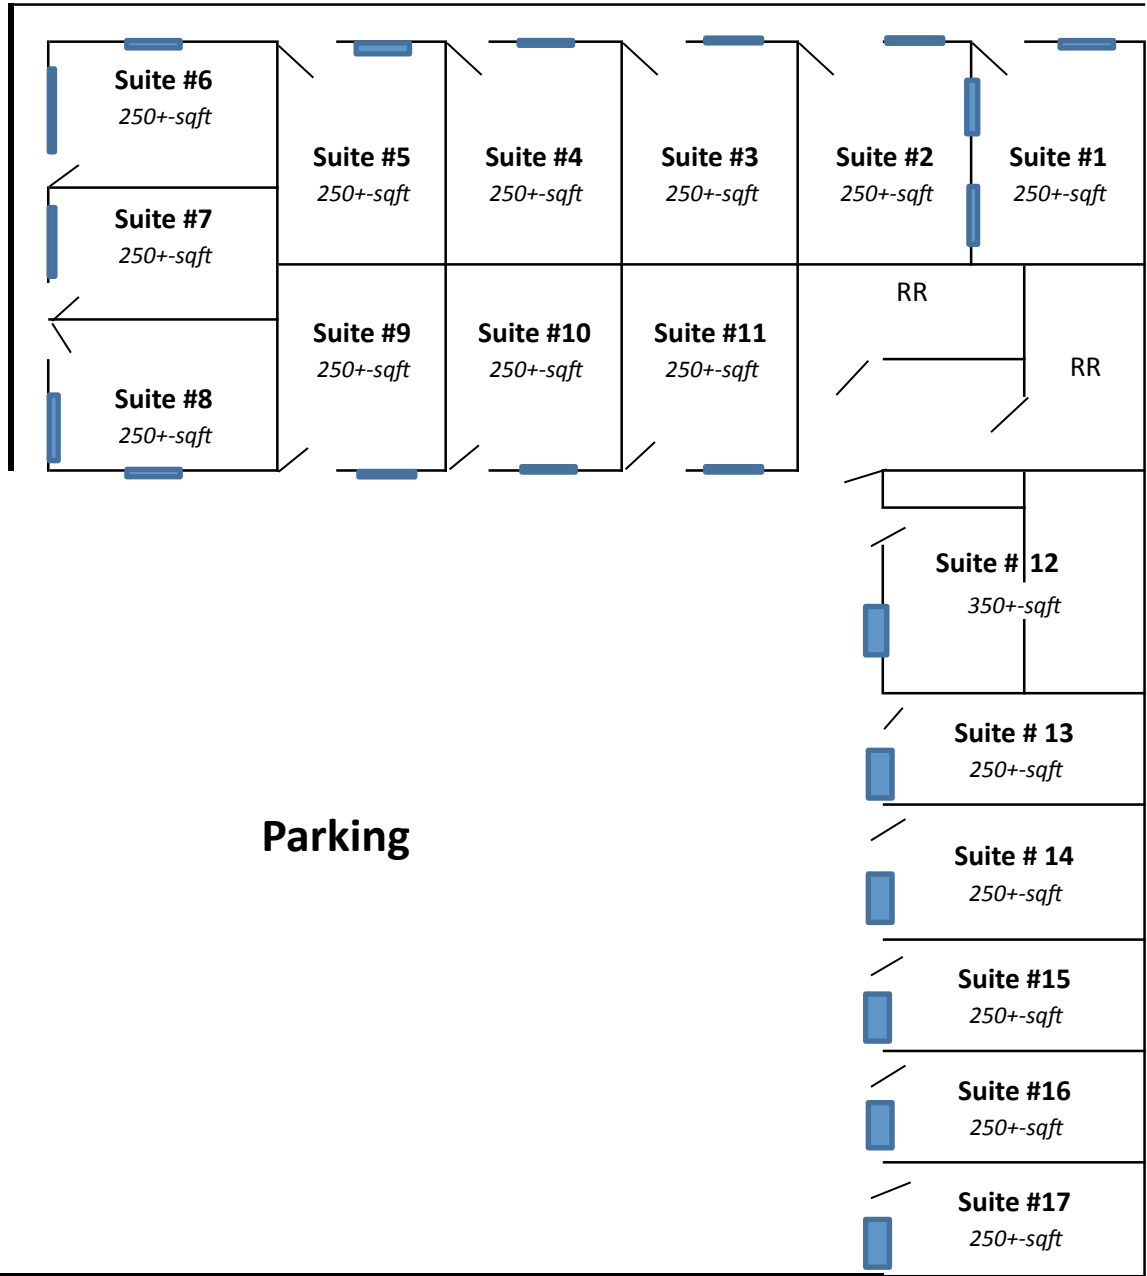 Suite #6
250+-sqft
Suite #5
250+-sqft
Suite #4
250+-sqft
Suite #3
250+-sqft
Suite #2
250+-sqft
Suite #1
250+-sqft
Suite #7
250+-sqft
RR
Suite #9
250+-sqft
Suite #10
250+-sqft
Suite #11
250+-sqft
RR
Suite #8
250+-sqft
Suite # 12
350+-sqft
Suite # 13
250+-sqft
Parking
Suite # 14
250+-sqft
Suite #15
250+-sqft
Suite #16
250+-sqft
Suite #17
250+-sqft